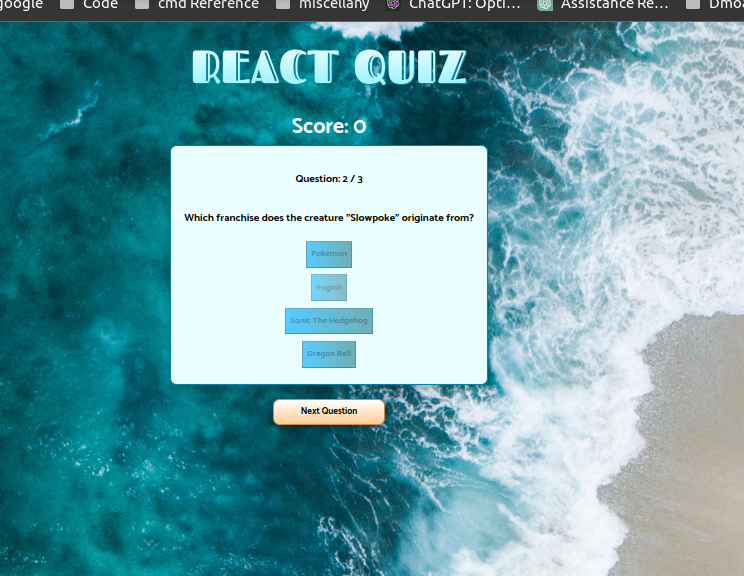 google Code cmd Rererence miscellany ChatGPT: Opti... Assistance Re... Dmoa
REACT QUIZ
Score: 0
Question: 2 / 3
Which franchise does the creature "Slowpoke" originate from?
Pokemon
Yugioh
Sonic The Hedgehog
Dragon Ball
Next Question